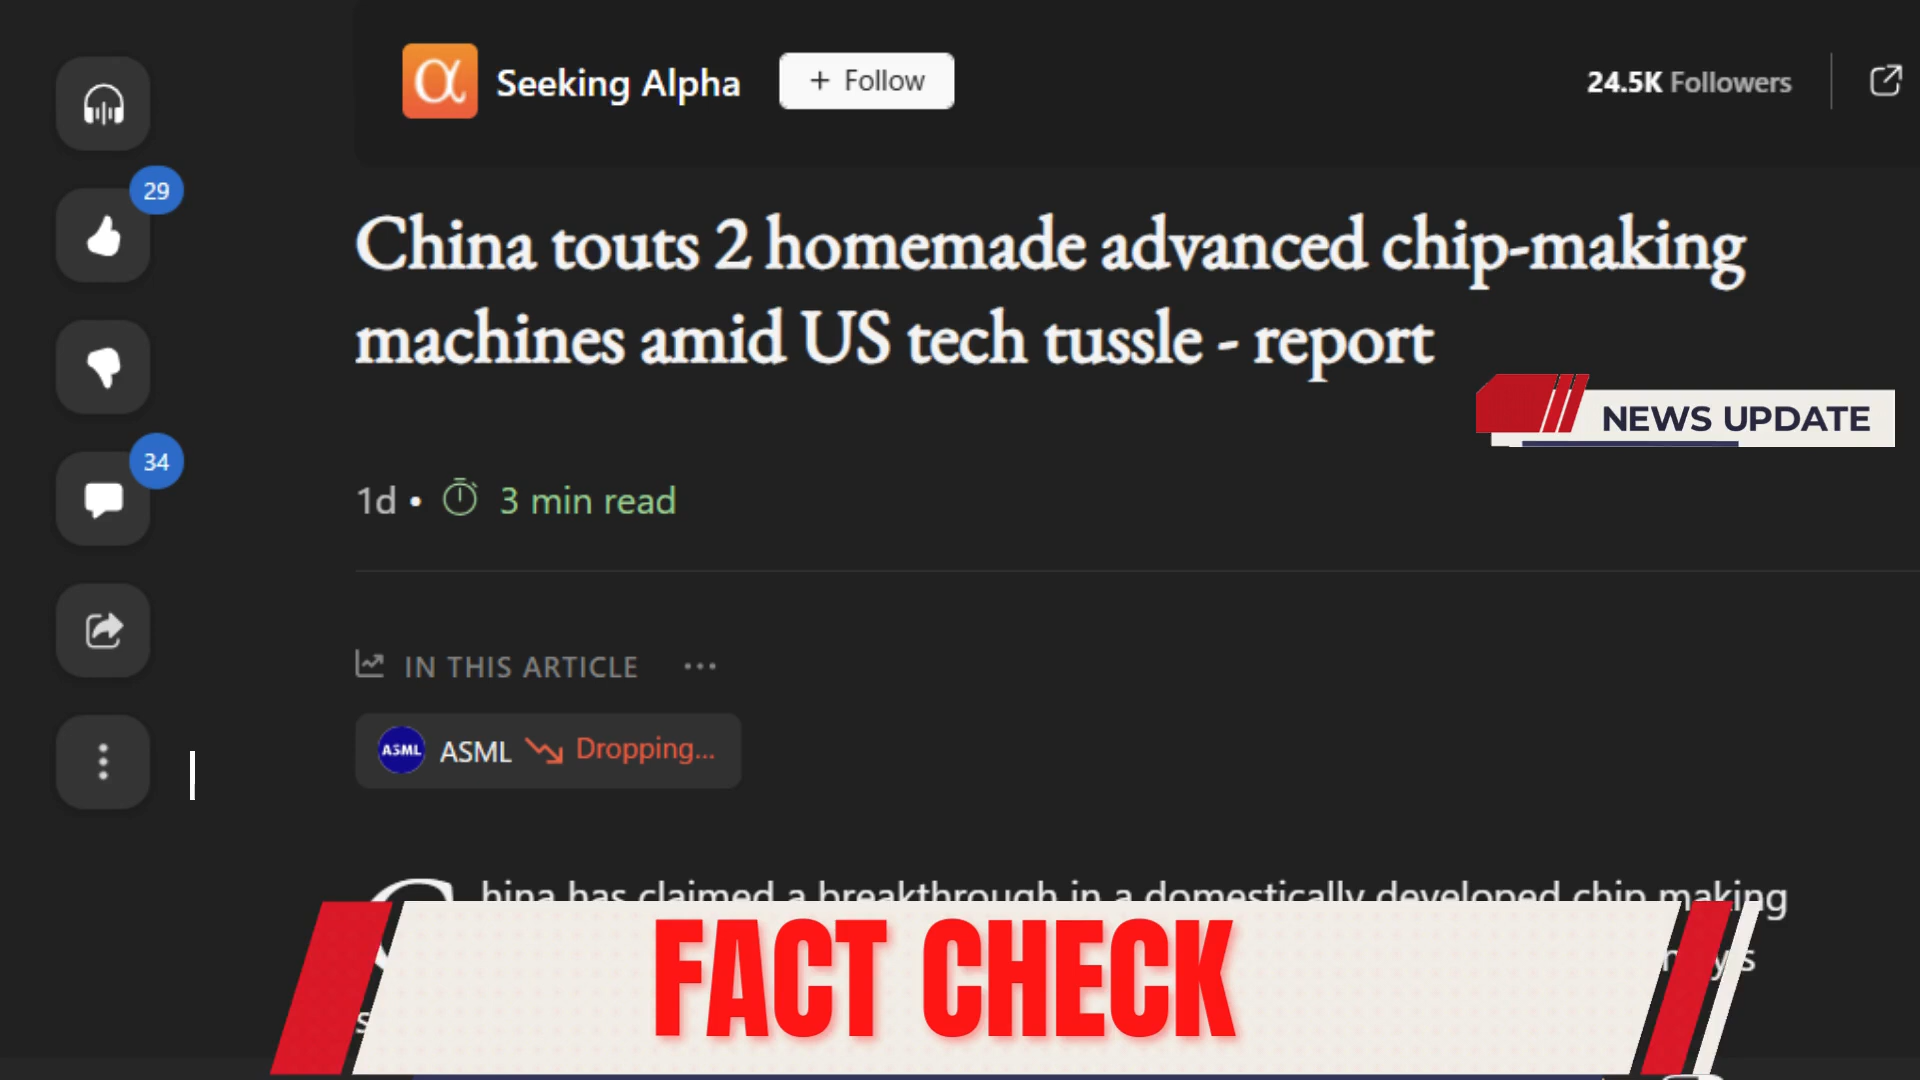 Seeking Alpha
+ Follow
24.5K Followers
29
China touts 2 homemade advanced chip-making
machines amid US tech tussle - report
NEWS UPDATE
34
1d • 3 min read
IN THIS ARTICLE ...
ASML ASML Dropping...
China has claimed a breakthrough in a domestically developed chip making
FACT CHECK